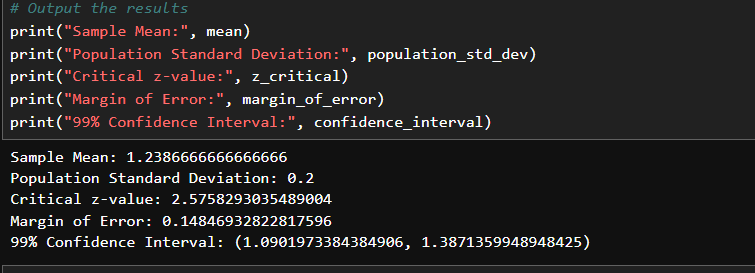 # Output the results
print("Sample Mean:", mean)
print("Population Standard Deviation:", population_std_dev)
print("Critical z-value:", z_critical)
print("Margin of Error:", margin_of_error)
print("99% Confidence Interval:", confidence_interval)
Sample Mean: 1.2386666666666666
Population Standard Deviation: 0.2
Critical z-value: 2.5758293035489004
Margin of Error: 0.14846932822817596
99% Confidence Interval: (1.0901973384384906, 1.3871359948948425)